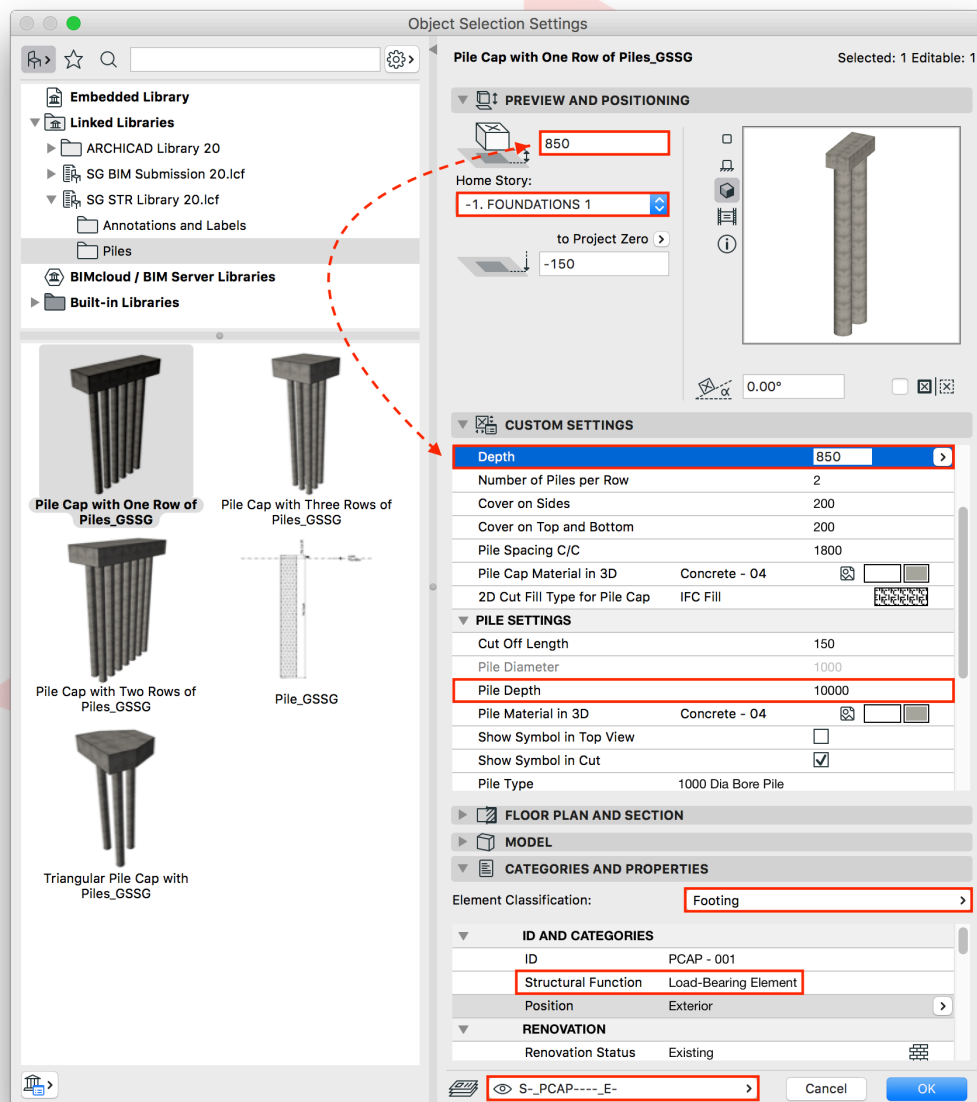 Object Selection Settings
Embedded Library
Linked Libraries
ARCHICAD Library 20
SG BIM Submission 20.lcf
SG STR Library 20.lcf
Annotations and Labels
Piles
BIMcloud / BIM Server Libraries
Built-in Libraries
Pile Cap with One Row of
Piles_GSSG
Pile Cap with Three Rows of
Piles_GSSG
Pile Cap with Two Rows of
Piles_GSSG
Pile_GSSG
Triangular Pile Cap with
Piles_GSSG
Pile Cap with One Row of Piles_GSSG
Selected: 1 Editable: 1
PREVIEW AND POSITIONING
850
Home Story:
-1. FOUNDATIONS 1
to Project Zero
-150
α 0.00°
CUSTOM SETTINGS
Depth 850
Number of Piles per Row 2
Cover on Sides 200
Cover on Top and Bottom 200
Pile Spacing C/C 1800
Pile Cap Material in 3D Concrete - 04
2D Cut Fill Type for Pile Cap IFC Fill
PILE SETTINGS
Cut Off Length 150
Pile Diameter 1000
Pile Depth 10000
Pile Material in 3D Concrete - 04
Show Symbol in Top View
Show Symbol in Cut
Pile Type 1000 Dia Bore Pile
FLOOR PLAN AND SECTION
MODEL
CATEGORIES AND PROPERTIES
Element Classification: Footing
ID AND CATEGORIES
ID PCAP - 001
Structural Function Load-Bearing Element
Position Exterior
RENOVATION
Renovation Status Existing
S-_PCAP----_E-
Cancel
OK